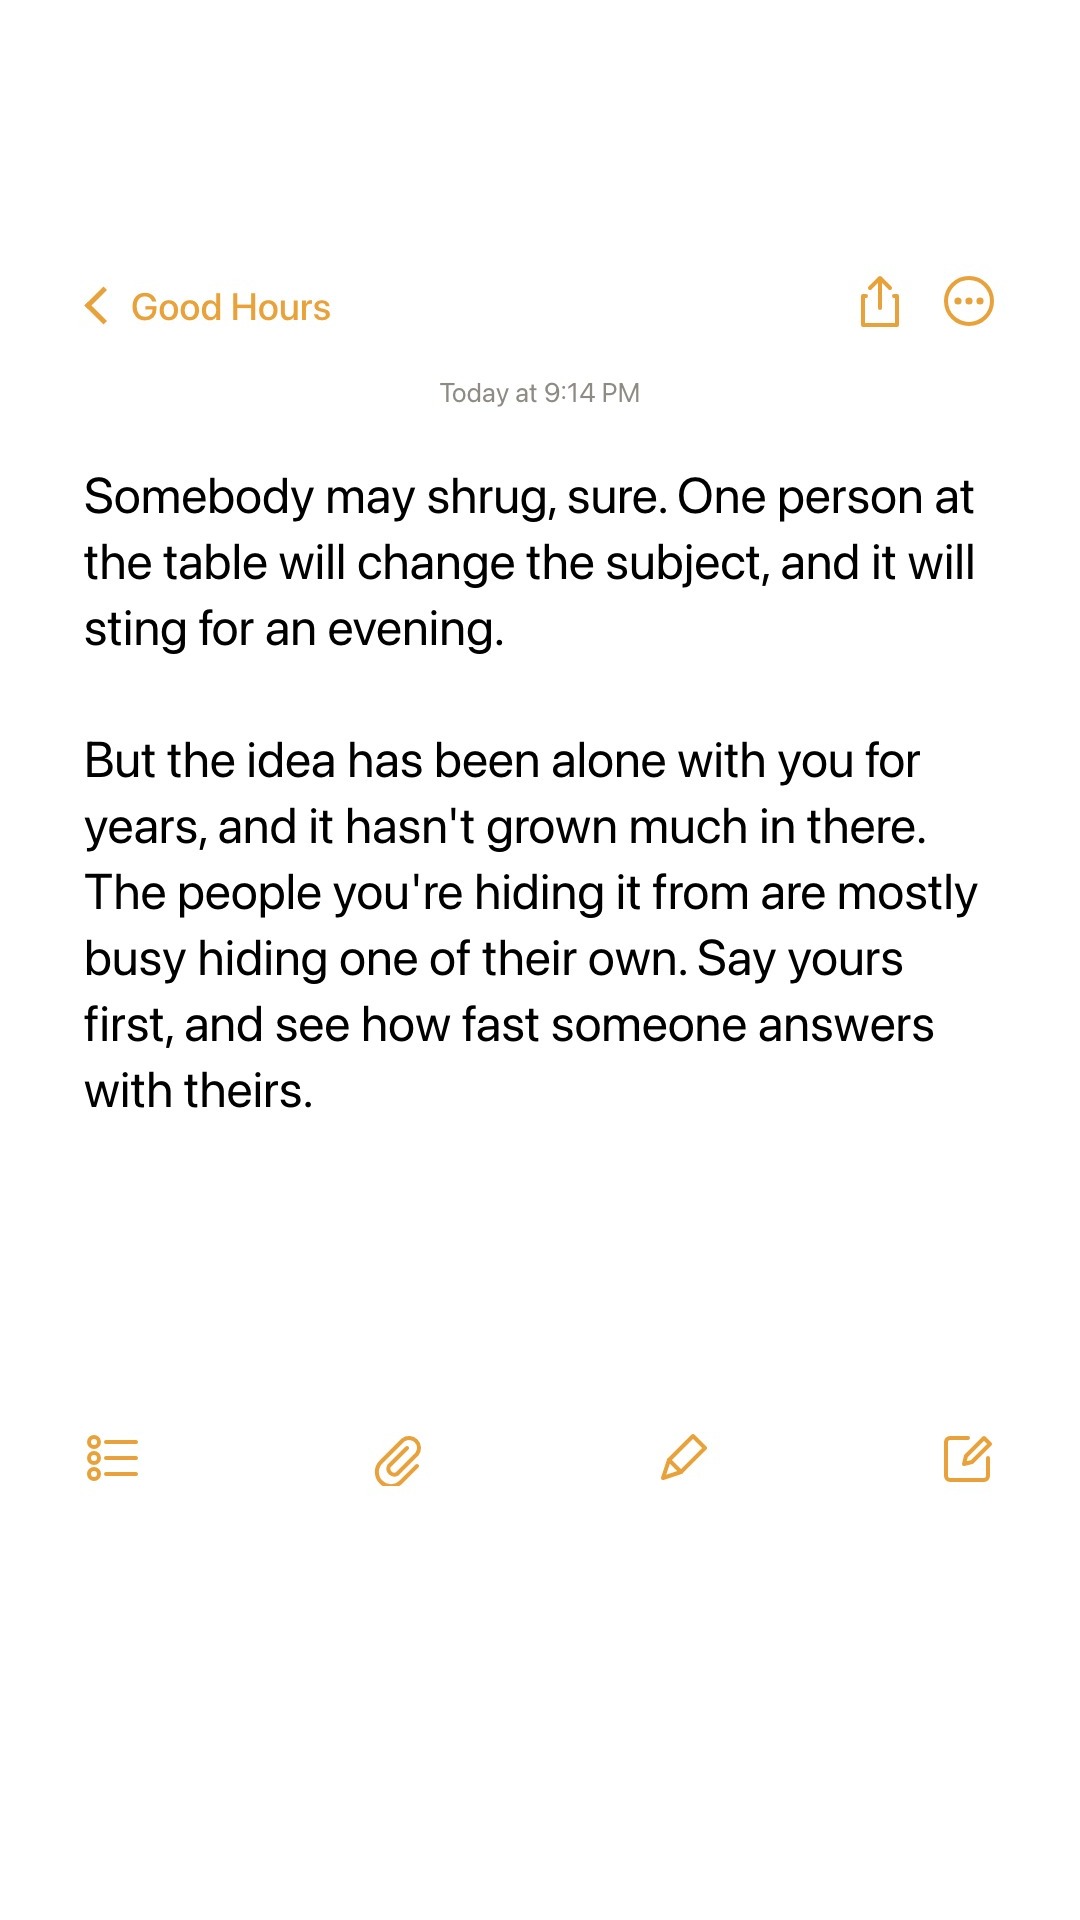 Good Hours
Today at 9:14 PM
Somebody may shrug, sure. One person at
the table will change the subject, and it will
sting for an evening.
But the idea has been alone with you for
years, and it hasn't grown much in there.
The people you're hiding it from are mostly
busy hiding one of their own. Say yours
first, and see how fast someone answers
with theirs.